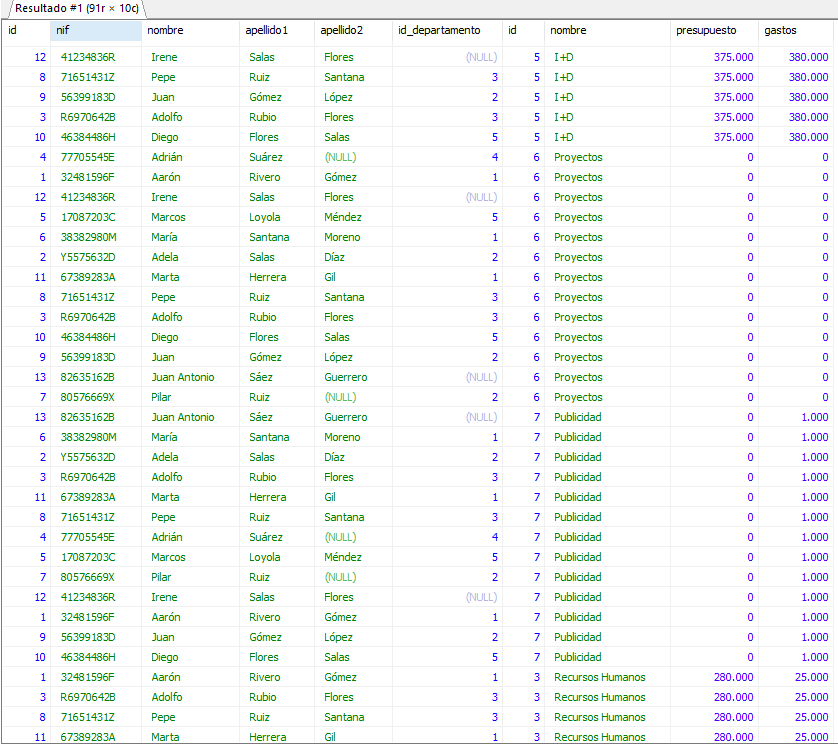 Resultado #1 (91r × 10c)
id nif nombre apellido1 apellido2 id_departamento id nombre presupuesto gastos
12 41234836R Irene Salas Flores (NULL) 5 I+D 375.000 380.000
8 71651431Z Pepe Ruiz Santana 3 5 I+D 375.000 380.000
9 56399183D Juan Gómez López 2 5 I+D 375.000 380.000
3 R6970642B Adolfo Rubio Flores 3 5 I+D 375.000 380.000
10 46384486H Diego Flores Salas 5 5 I+D 375.000 380.000
4 77705545E Adrián Suárez (NULL) 4 6 Proyectos 0 0
1 32481596F Aarón Rivero Gómez 1 6 Proyectos 0 0
12 41234836R Irene Salas Flores (NULL) 6 Proyectos 0 0
5 17087203C Marcos Loyola Méndez 5 6 Proyectos 0 0
6 38382980M María Santana Moreno 1 6 Proyectos 0 0
2 Y5575632D Adela Salas Díaz 2 6 Proyectos 0 0
11 67389283A Marta Herrera Gil 1 6 Proyectos 0 0
8 71651431Z Pepe Ruiz Santana 3 6 Proyectos 0 0
3 R6970642B Adolfo Rubio Flores 3 6 Proyectos 0 0
10 46384486H Diego Flores Salas 5 6 Proyectos 0 0
9 56399183D Juan Gómez López 2 6 Proyectos 0 0
13 82635162B Juan Antonio Sáez Guerrero (NULL) 6 Proyectos 0 0
7 80576669X Pilar Ruiz (NULL) 2 6 Proyectos 0 0
13 82635162B Juan Antonio Sáez Guerrero (NULL) 7 Publicidad 0 1.000
6 38382980M María Santana Moreno 1 7 Publicidad 0 1.000
2 Y5575632D Adela Salas Díaz 2 7 Publicidad 0 1.000
3 R6970642B Adolfo Rubio Flores 3 7 Publicidad 0 1.000
11 67389283A Marta Herrera Gil 1 7 Publicidad 0 1.000
8 71651431Z Pepe Ruiz Santana 3 7 Publicidad 0 1.000
4 77705545E Adrián Suárez (NULL) 4 7 Publicidad 0 1.000
5 17087203C Marcos Loyola Méndez 5 7 Publicidad 0 1.000
7 80576669X Pilar Ruiz (NULL) 2 7 Publicidad 0 1.000
12 41234836R Irene Salas Flores (NULL) 7 Publicidad 0 1.000
1 32481596F Aarón Rivero Gómez 1 7 Publicidad 0 1.000
9 56399183D Juan Gómez López 2 7 Publicidad 0 1.000
10 46384486H Diego Flores Salas 5 7 Publicidad 0 1.000
1 32481596F Aarón Rivero Gómez 1 3 Recursos Humanos 280.000 25.000
3 R6970642B Adolfo Rubio Flores 3 3 Recursos Humanos 280.000 25.000
8 71651431Z Pepe Ruiz Santana 3 3 Recursos Humanos 280.000 25.000
11 67389283A Marta Herrera Gil 1 3 Recursos Humanos 280.000 25.000